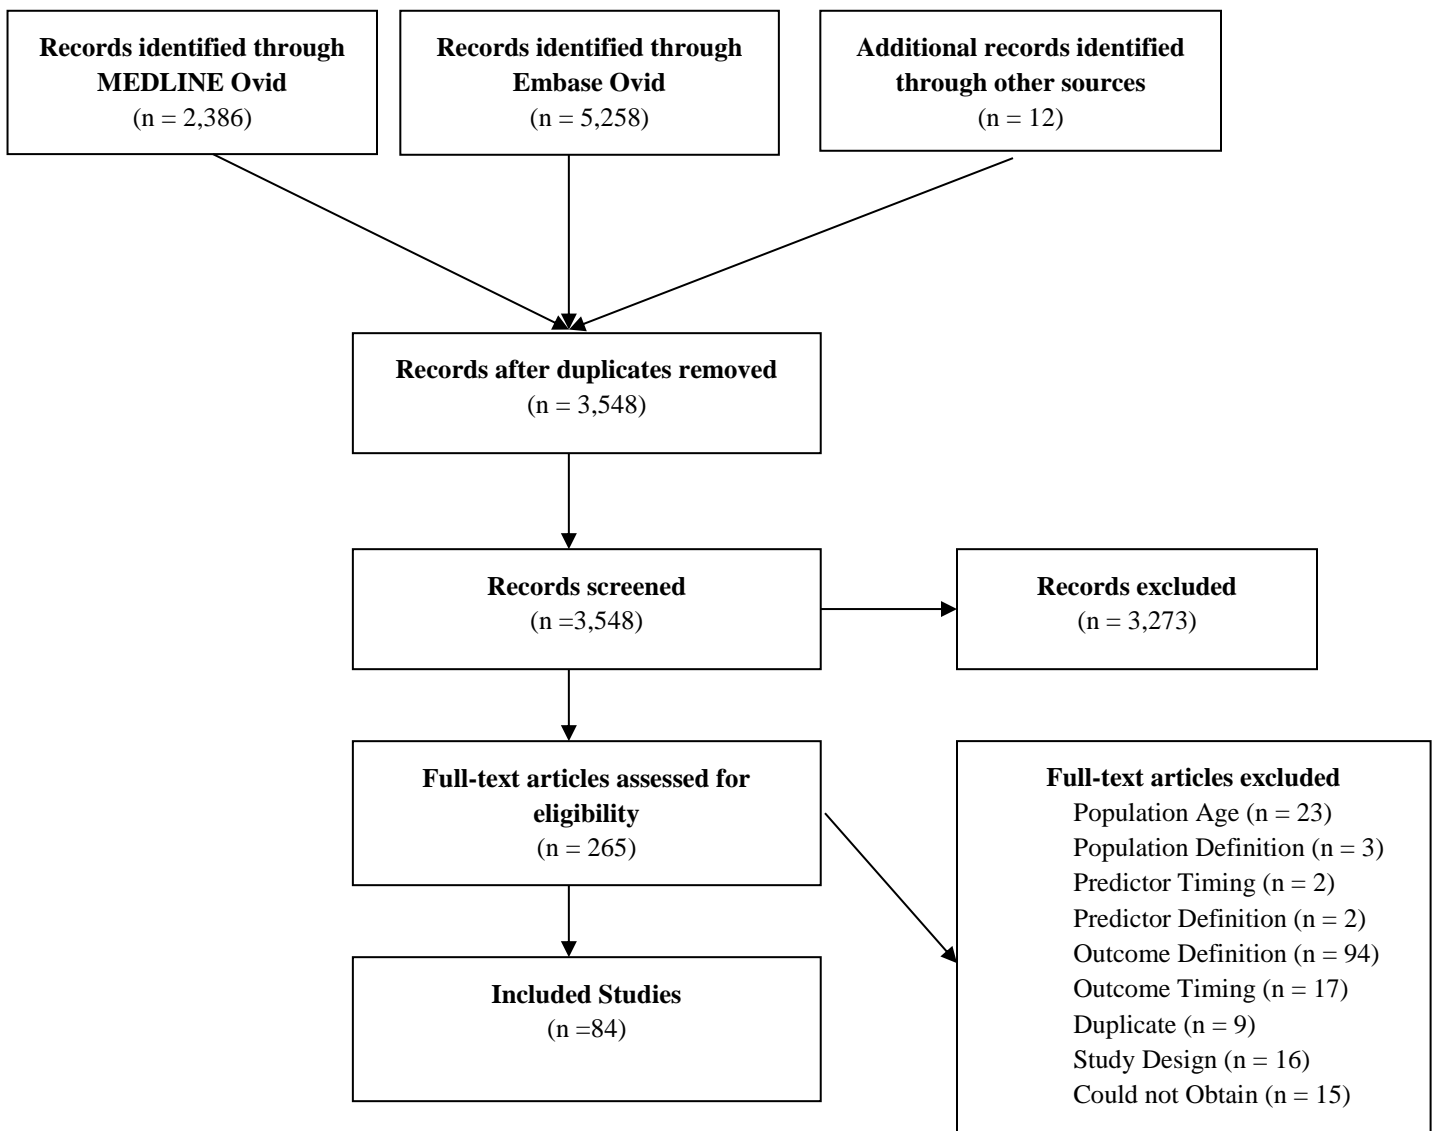 Records identified through
MEDLINE Ovid
(n = 2,386)
Records identified through
Embase Ovid
(n = 5,258)
Additional records identified
through other sources
(n = 12)
Records after duplicates removed
(n = 3,548)
Records screened
(n =3,548)
Records excluded
(n = 3,273)
Full-text articles assessed for
eligibility
(n = 265)
Full-text articles excluded
Population Age (n = 23)
Population Definition (n = 3)
Predictor Timing (n = 2)
Predictor Definition (n = 2)
Outcome Definition (n = 94)
Outcome Timing (n = 17)
Duplicate (n = 9)
Study Design (n = 16)
Could not Obtain (n = 15)
Included Studies
(n =84)